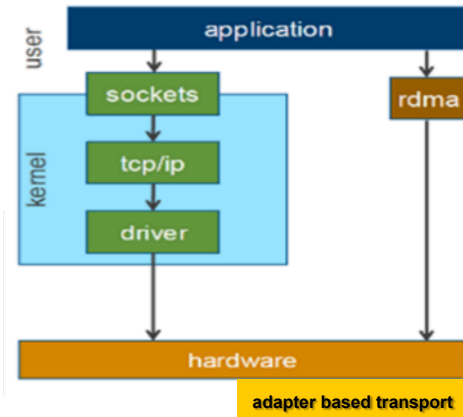 application
user
sockets
rdma
tcp/ip
kernel
driver
hardware
adapter based transport